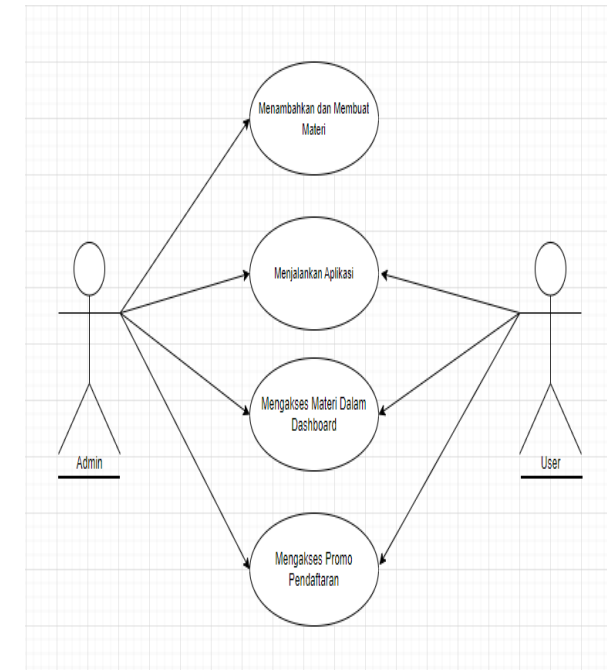 Menambahkan dan Membuat
Materi
Menjalankan Aplikasi
Mengakses Materi Dalam
Dashboard
Admin
User
Mengakses Promo
Pendaftaran